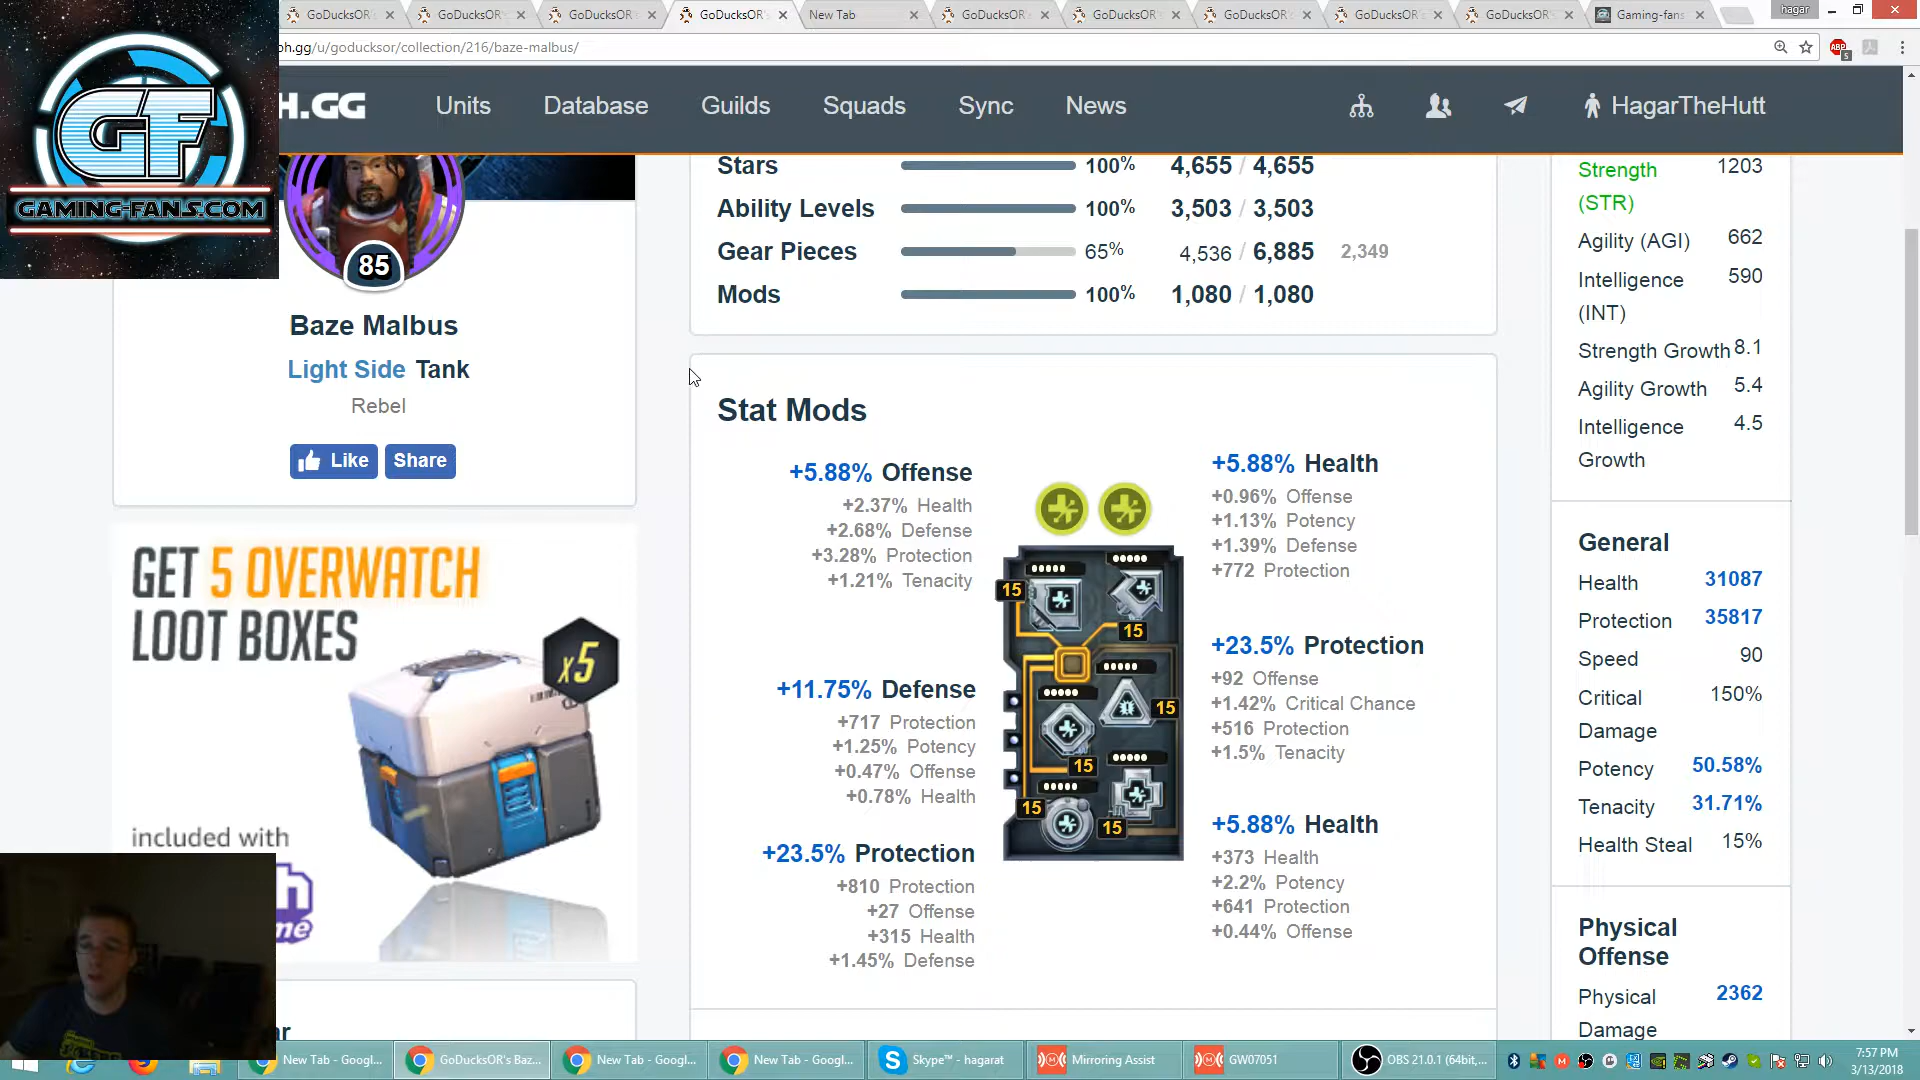 GoDucksOR'
GoDucksOR'
GoDucksOR'
GoDucksOR'
New Tab
GoDucksOR'
GoDucksOR'
GoDucksOR'
GoDucksOR'
GoDucksOR'
Gaming-fans
hagar
oh.gg/u/goducksor/collection/216/baze-malbus/
ABP
5
GF
GAMING-FANS.COM
H.GG
Units
Database
Guilds
Squads
Sync
News
HagarTheHutt
85
Baze Malbus
Light Side Tank
Rebel
Like
Share
GET 5 OVERWATCH
LOOT BOXES
x5
included with
me
Stars 100% 4,655 / 4,655
Ability Levels 100% 3,503 / 3,503
Gear Pieces 65% 4,536 / 6,885 2,349
Mods 100% 1,080 / 1,080
Stat Mods
+5.88% Offense
+2.37% Health
+2.68% Defense
+3.28% Protection
+1.21% Tenacity
+11.75% Defense
+717 Protection
+1.25% Potency
+0.47% Offense
+0.78% Health
+23.5% Protection
+810 Protection
+27 Offense
+315 Health
+1.45% Defense
15
15
15
15
15
15
+5.88% Health
+0.96% Offense
+1.13% Potency
+1.39% Defense
+772 Protection
+23.5% Protection
+92 Offense
+1.42% Critical Chance
+516 Protection
+1.5% Tenacity
+5.88% Health
+373 Health
+2.2% Potency
+641 Protection
+0.44% Offense
Strength 1203
(STR)
Agility (AGI) 662
Intelligence 590
(INT)
Strength Growth 8.1
Agility Growth 5.4
Intelligence 4.5
Growth
General
Health 31087
Protection 35817
Speed 90
Critical 150%
Damage
Potency 50.58%
Tenacity 31.71%
Health Steal 15%
Physical
Offense
Physical 2362
Damage
ar
New Tab - Googl...
GoDucksOR's Baz...
New Tab - Googl...
New Tab - Googl...
Skype™ - hagarat
Mirroring Assist
GW07051
OBS 21.0.1 (64bit,...
7:57 PM
3/13/2018